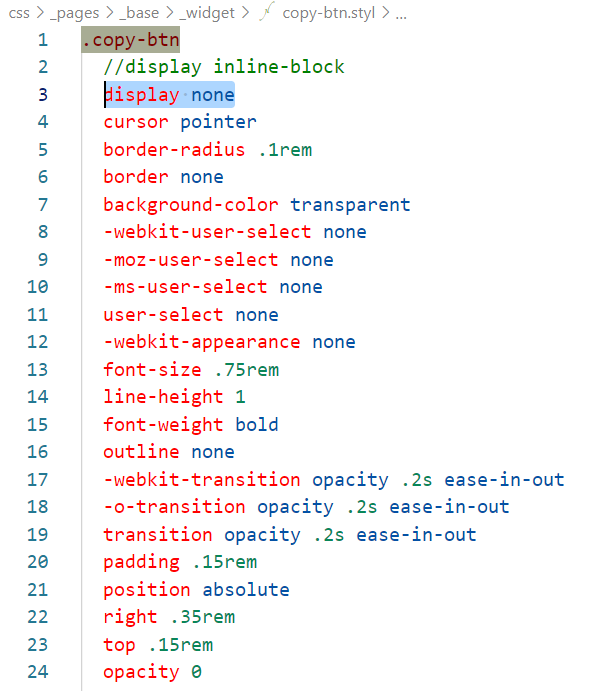 css > _pages > _base > _widget > copy-btn.styl > ...
1 .copy-btn
2 //display inline-block
3 display none
4 cursor pointer
5 border-radius .1rem
6 border none
7 background-color transparent
8 -webkit-user-select none
9 -moz-user-select none
10 -ms-user-select none
11 user-select none
12 -webkit-appearance none
13 font-size .75rem
14 line-height 1
15 font-weight bold
16 outline none
17 -webkit-transition opacity .2s ease-in-out
18 -o-transition opacity .2s ease-in-out
19 transition opacity .2s ease-in-out
20 padding .15rem
21 position absolute
22 right .35rem
23 top .15rem
24 opacity 0